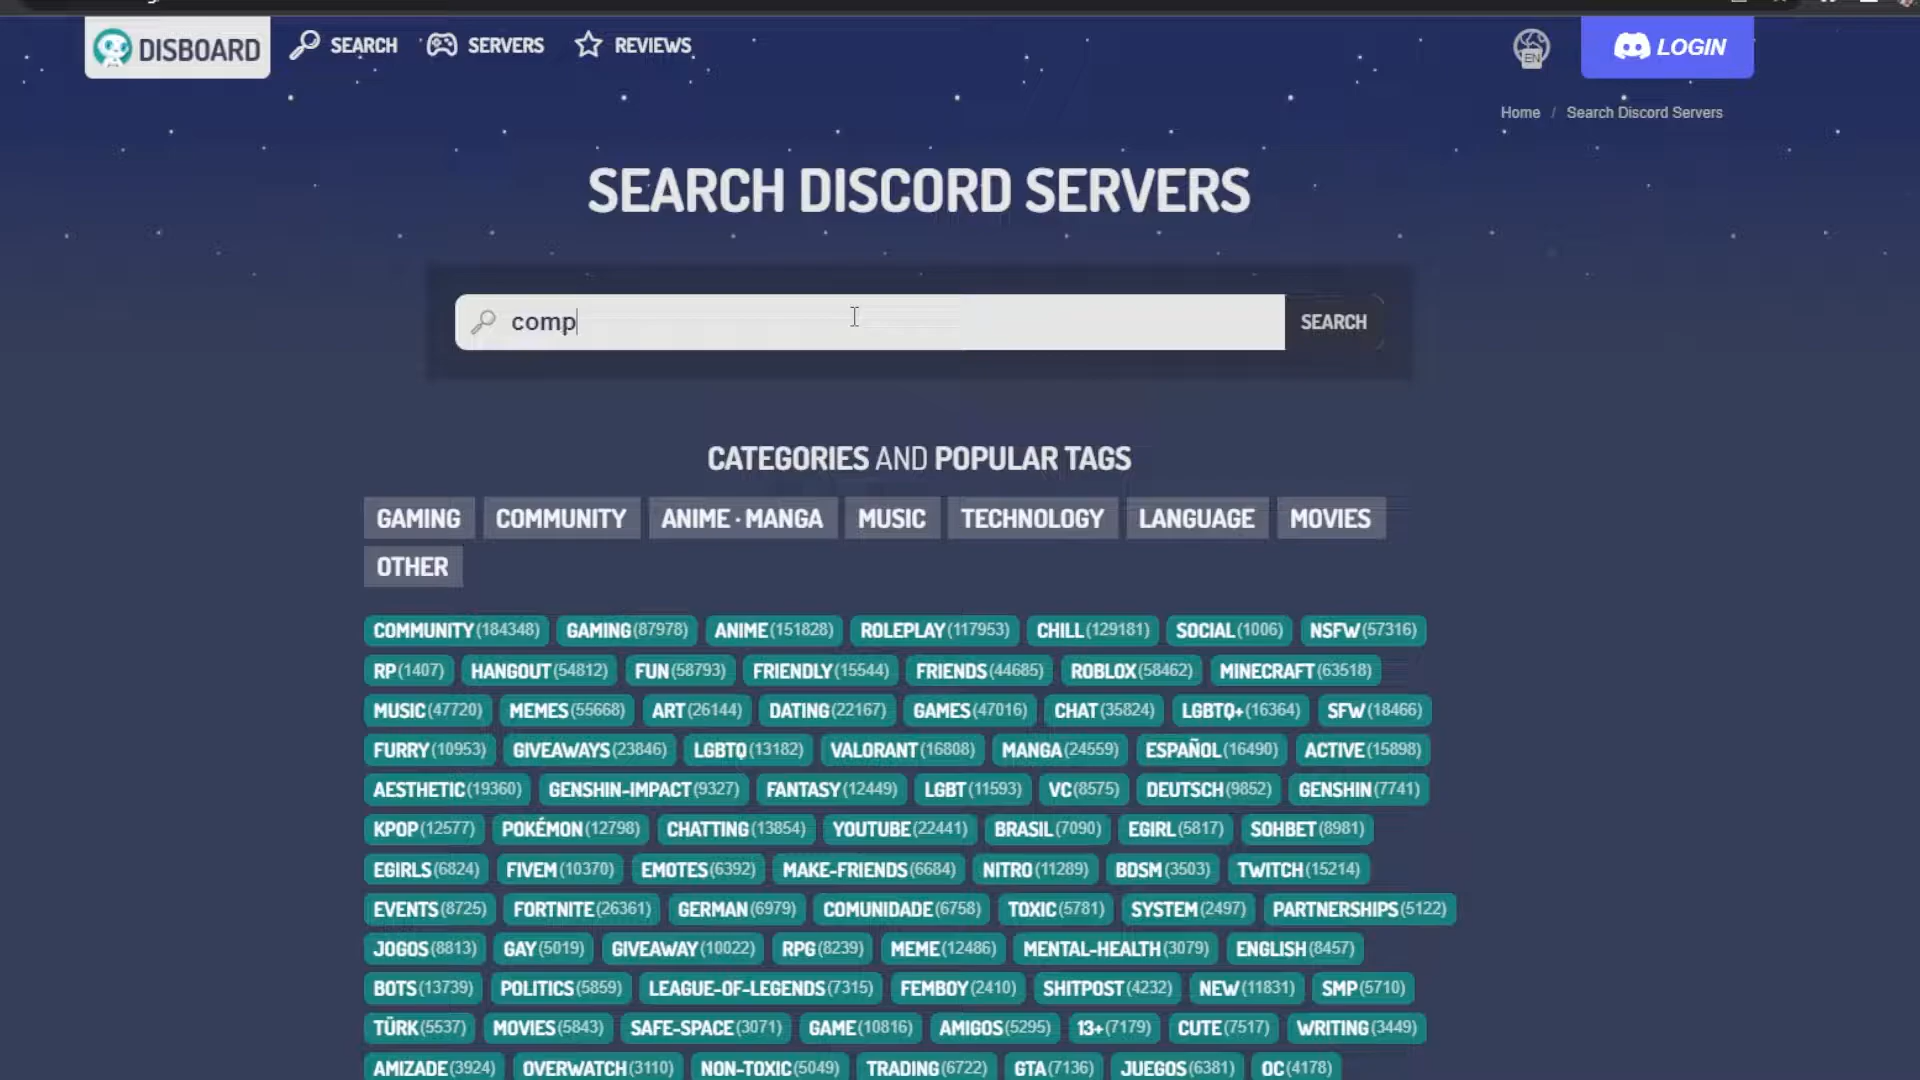 DISBOARD SEARCH SERVERS REVIEWS EN LOGIN
Home / Search Discord Servers
SEARCH DISCORD SERVERS
comp SEARCH
CATEGORIES AND POPULAR TAGS
GAMING COMMUNITY ANIME · MANGA MUSIC TECHNOLOGY LANGUAGE MOVIES
OTHER
COMMUNITY(184348) GAMING(87978) ANIME(151828) ROLEPLAY(117953) CHILL(129181) SOCIAL(1006) NSFW(57316)
RP(1407) HANGOUT(54812) FUN(58793) FRIENDLY(15544) FRIENDS(44685) ROBLOX(58462) MINECRAFT(63518)
MUSIC(47720) MEMES(55668) ART(26144) DATING(22167) GAMES(47016) CHAT(35824) LGBTQ+(16364) SFW(18466)
FURRY(10953) GIVEAWAYS(23846) LGBTQ(13182) VALORANT(16808) MANGA(24559) ESPAÑOL(16490) ACTIVE(15898)
AESTHETIC(19360) GENSHIN-IMPACT(9327) FANTASY(12449) LGBT(11593) VC(8575) DEUTSCH(9852) GENSHIN(7741)
KPOP(12577) POKÉMON(12798) CHATTING(13854) YOUTUBE(22441) BRASIL(7090) EGIRL(5817) SOHBET(8981)
EGIRLS(6824) FIVEM(10370) EMOTES(6392) MAKE-FRIENDS(6684) NITRO(11289) BDSM(3503) TWITCH(15214)
EVENTS(8725) FORTNITE(26361) GERMAN(6979) COMUNIDADE(6758) TOXIC(5781) SYSTEM(2497) PARTNERSHIPS(5122)
JOGOS(8813) GAY(5019) GIVEAWAY(10022) RPG(8239) MEME(12486) MENTAL-HEALTH(3079) ENGLISH(8457)
BOTS(13739) POLITICS(5859) LEAGUE-OF-LEGENDS(7315) FEMBOY(2410) SHITPOST(4232) NEW(11831) SMP(5710)
TÜRK(5537) MOVIES(5843) SAFE-SPACE(3071) GAME(10816) AMIGOS(5295) 13+(7179) CUTE(7517) WRITING(3449)
AMIZADE(3924) OVERWATCH(3110) NON-TOXIC(5049) TRADING(6722) GTA(7136) JUEGOS(6381) OC(4178)